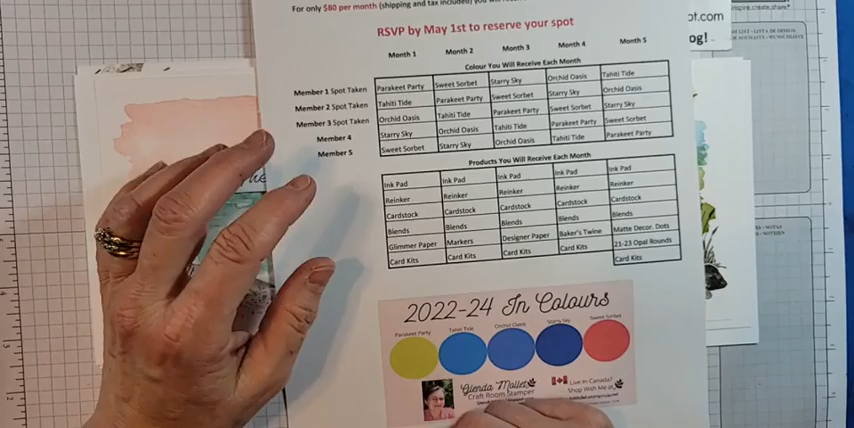 For only $80 per month (shipping and tax included)
RSVP by May 1st to reserve your spot
Month 1 Month 2 Month 3 Month 4 Month 5
Colour You Will Receive Each Month
Member 1 Spot Taken Parakeet Party Sweet Sorbet Starry Sky Orchid Oasis Tahiti Tide
Member 2 Spot Taken Tahiti Tide Parakeet Party Sweet Sorbet Starry Sky Orchid Oasis
Member 3 Spot Taken Orchid Oasis Tahiti Tide Parakeet Party Sweet Sorbet Starry Sky
Member 4 Starry Sky Orchid Oasis Tahiti Tide Parakeet Party Sweet Sorbet
Member 5 Sweet Sorbet Starry Sky Orchid Oasis Tahiti Tide Parakeet Party
Products You Will Receive Each Month
Ink Pad Ink Pad Ink Pad Ink Pad Ink Pad
Reinker Reinker Reinker Reinker Reinker
Cardstock Cardstock Cardstock Cardstock Cardstock
Blends Blends Blends Blends Blends
Glimmer Paper Markers Designer Paper Baker's Twine Matte Decor. Dots
Card Kits Card Kits Card Kits Card Kits 21-23 Opal Rounds
Card Kits
2022-24 In Colours
Parakeet Party Tahiti Tide Orchid Oasis Starry Sky Sweet Sorbet
Glenda Mollet
Craft Room Stamper
Live In Canada?
Shop With Me at
ot.com
og!